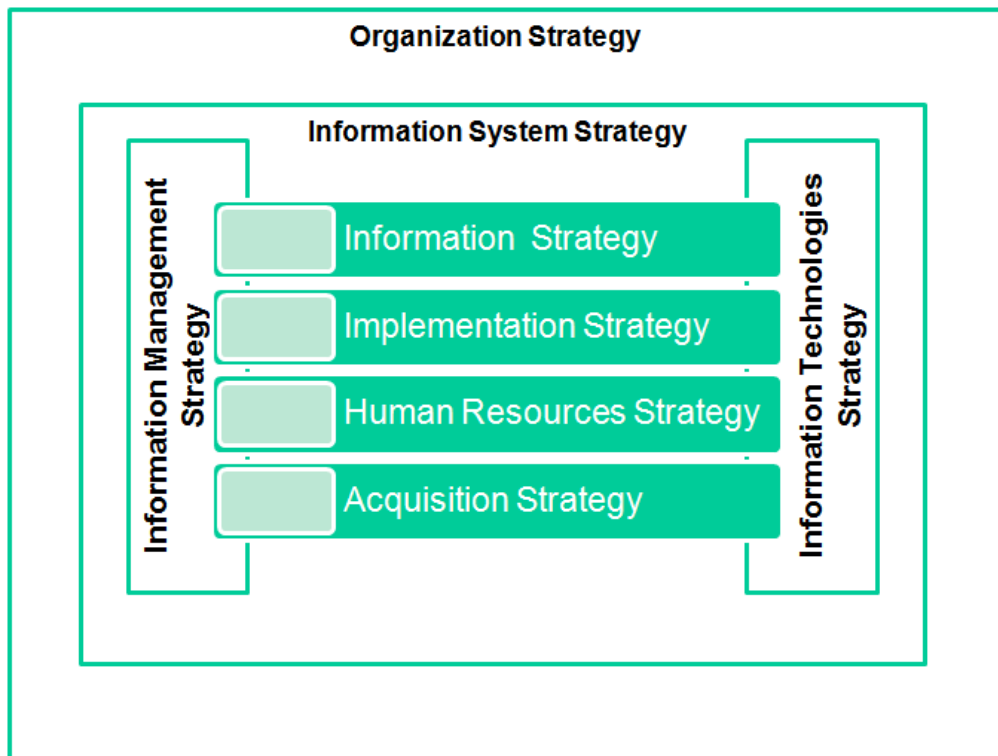 Organization Strategy
Information System Strategy
Information Management
Strategy
Information Strategy
Implementation Strategy
Human Resources Strategy
Acquisition Strategy
Information Technologies
Strategy